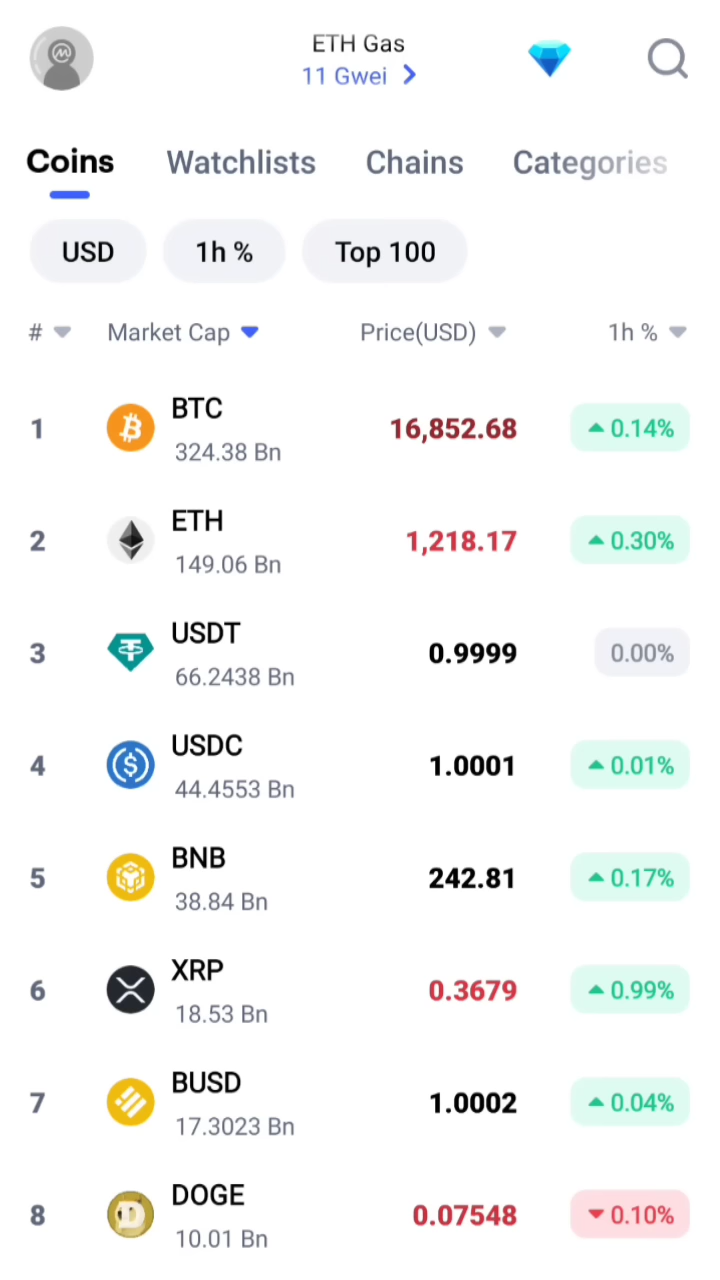 ETH Gas
11 Gwei
Coins Watchlists Chains Categories
USD 1h % Top 100
# Market Cap Price(USD) 1h %
1 BTC 16,852.68 0.14%
324.38 Bn
2 ETH 1,218.17 0.30%
149.06 Bn
3 USDT 0.9999 0.00%
66.2438 Bn
4 USDC 1.0001 0.01%
44.4553 Bn
5 BNB 242.81 0.17%
38.84 Bn
6 XRP 0.3679 0.99%
18.53 Bn
7 BUSD 1.0002 0.04%
17.3023 Bn
8 DOGE 0.07548 0.10%
10.01 Bn